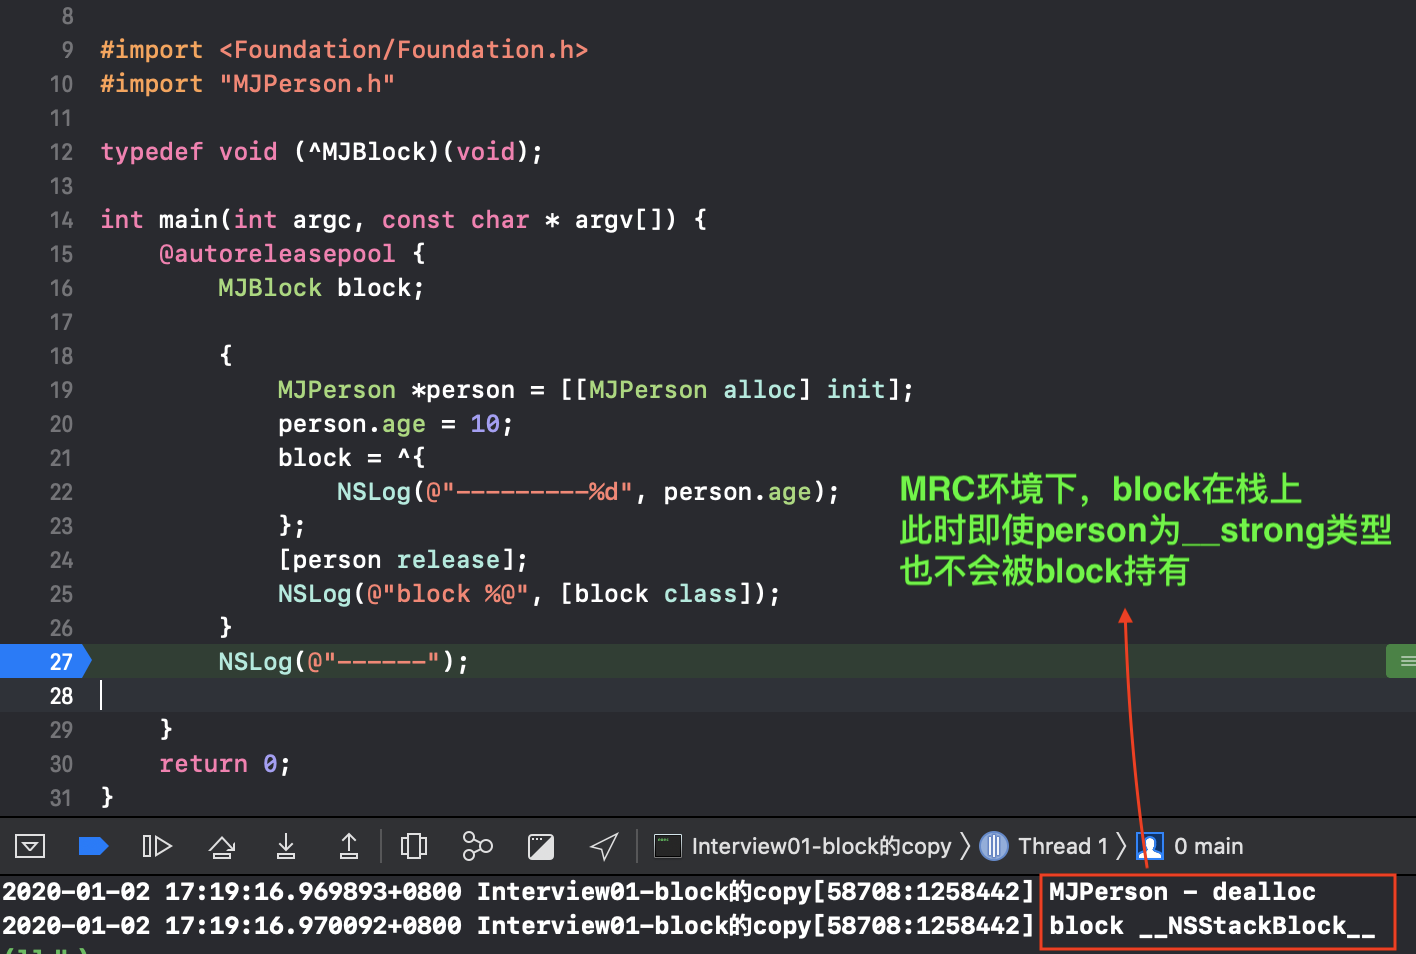 8
9 #import <Foundation/Foundation.h>
10 #import "MJPerson.h"
11
12 typedef void (^MJBlock)(void);
13
14 int main(int argc, const char * argv[]) {
15 @autoreleasepool {
16 MJBlock block;
17
18 {
19 MJPerson *person = [[MJPerson alloc] init];
20 person.age = 10;
21 block = ^{
22 NSLog(@"---------%d", person.age);
23 };
24 [person release];
25 NSLog(@"block %@", [block class]);
26 }
27 NSLog(@"------");
28
29 }
30 return 0;
31 }
MRC环境下，block在栈上
此时即使person为__strong类型
也不会被block持有
Interview01-block的copy 〉 Thread 1 〉 0 main
2020-01-02 17:19:16.969893+0800 Interview01-block的copy[58708:1258442] MJPerson - dealloc
2020-01-02 17:19:16.970092+0800 Interview01-block的copy[58708:1258442] block __NSStackBlock__